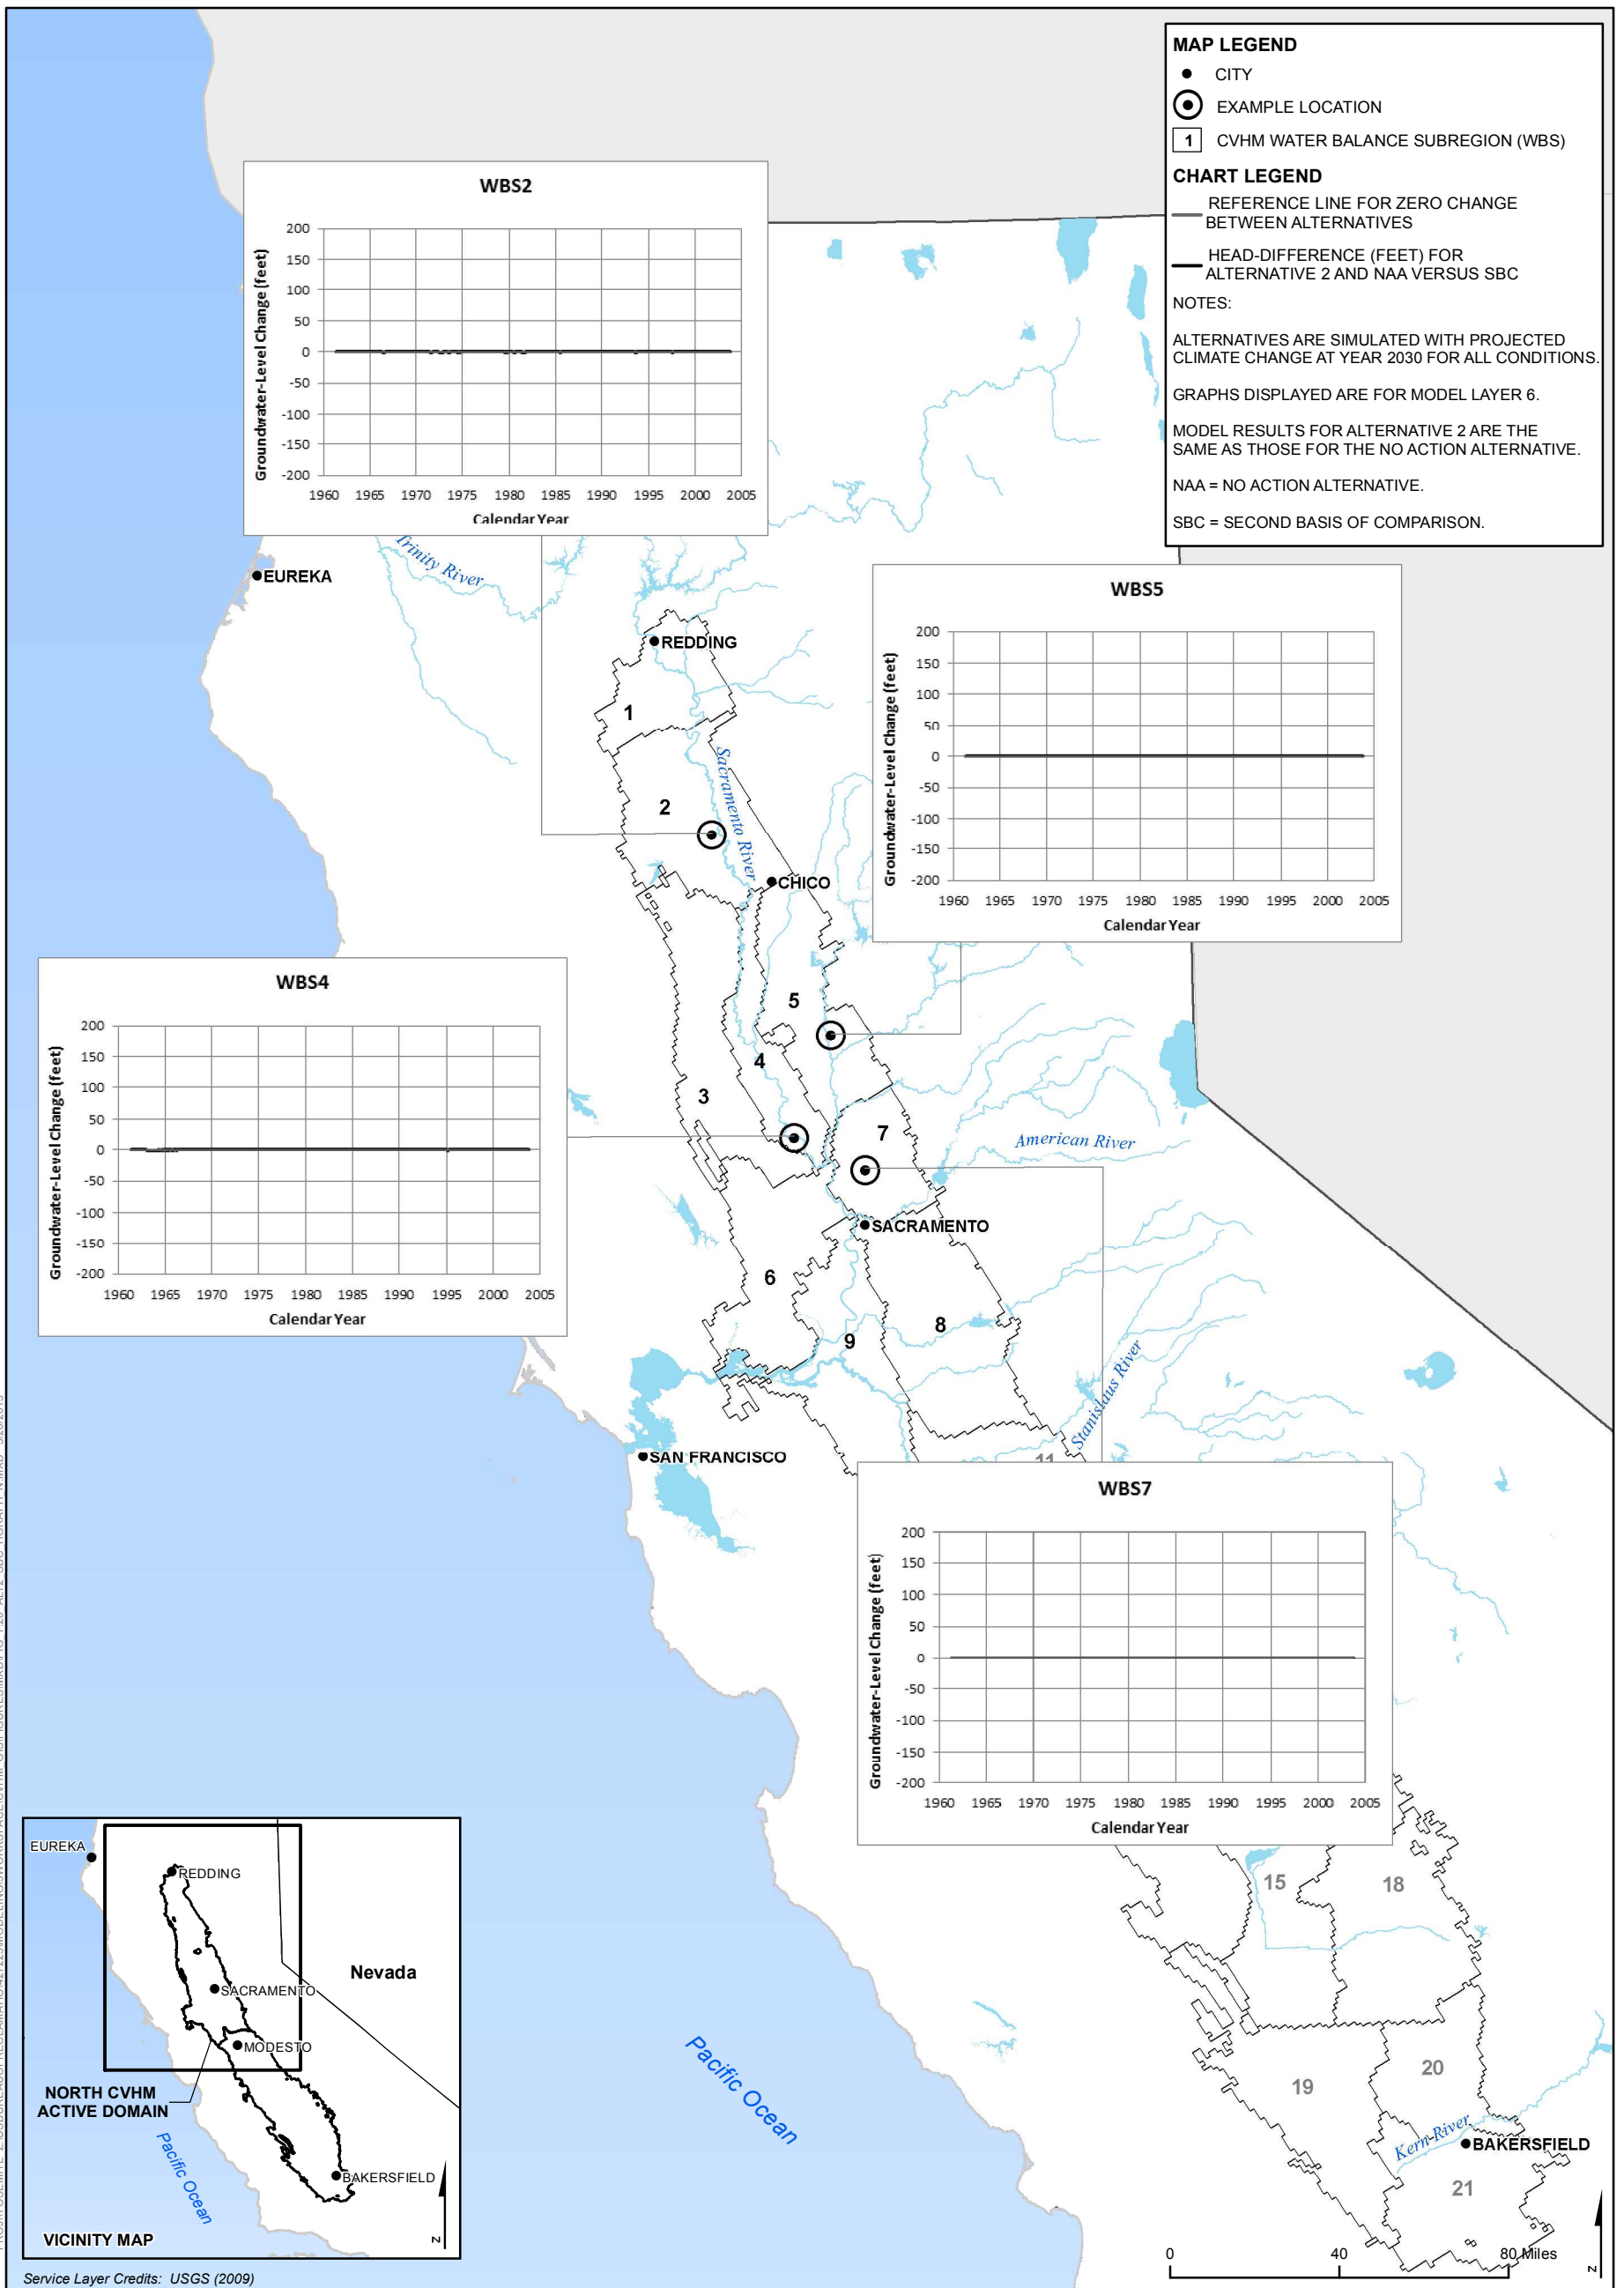 MAP LEGEND
CITY
EXAMPLE LOCATION
1 CVHM WATER BALANCE SUBREGION (WBS)
CHART LEGEND
REFERENCE LINE FOR ZERO CHANGE
BETWEEN ALTERNATIVES
HEAD-DIFFERENCE (FEET) FOR
ALTERNATIVE 2 AND NAA VERSUS SBC
NOTES:
ALTERNATIVES ARE SIMULATED WITH PROJECTED
CLIMATE CHANGE AT YEAR 2030 FOR ALL CONDITIONS.
GRAPHS DISPLAYED ARE FOR MODEL LAYER 6.
MODEL RESULTS FOR ALTERNATIVE 2 ARE THE
SAME AS THOSE FOR THE NO ACTION ALTERNATIVE.
NAA = NO ACTION ALTERNATIVE.
SBC = SECOND BASIS OF COMPARISON.
WBS2
Groundwater-Level Change (feet)
200
150
100
50
0
-50
-100
-150
-200
1960 1965 1970 1975 1980 1985 1990 1995 2000 2005
Calendar Year
Trinity River
EUREKA
REDDING
1
2
Sacramento River
CHICO
WBS5
Groundwater-Level Change (feet)
200
150
100
50
0
-50
-100
-150
-200
1960 1965 1970 1975 1980 1985 1990 1995 2000 2005
Calendar Year
WBS4
Groundwater-Level Change (feet)
200
150
100
50
0
-50
-100
-150
-200
1960 1965 1970 1975 1980 1985 1990 1995 2000 2005
Calendar Year
5
4
3
7
American River
SACRAMENTO
6
8
9
Stanislaus River
11
SAN FRANCISCO
WBS7
Groundwater-Level Change (feet)
200
150
100
50
0
-50
-100
-150
-200
1960 1965 1970 1975 1980 1985 1990 1995 2000 2005
Calendar Year
15
18
19
20
Kern River
BAKERSFIELD
21
Pacific Ocean
0 40 80 Miles
N
EUREKA
REDDING
SACRAMENTO
Nevada
MODESTO
NORTH CVHM
ACTIVE DOMAIN
Pacific Ocean
BAKERSFIELD
VICINITY MAP
N
Service Layer Credits: USGS (2009)